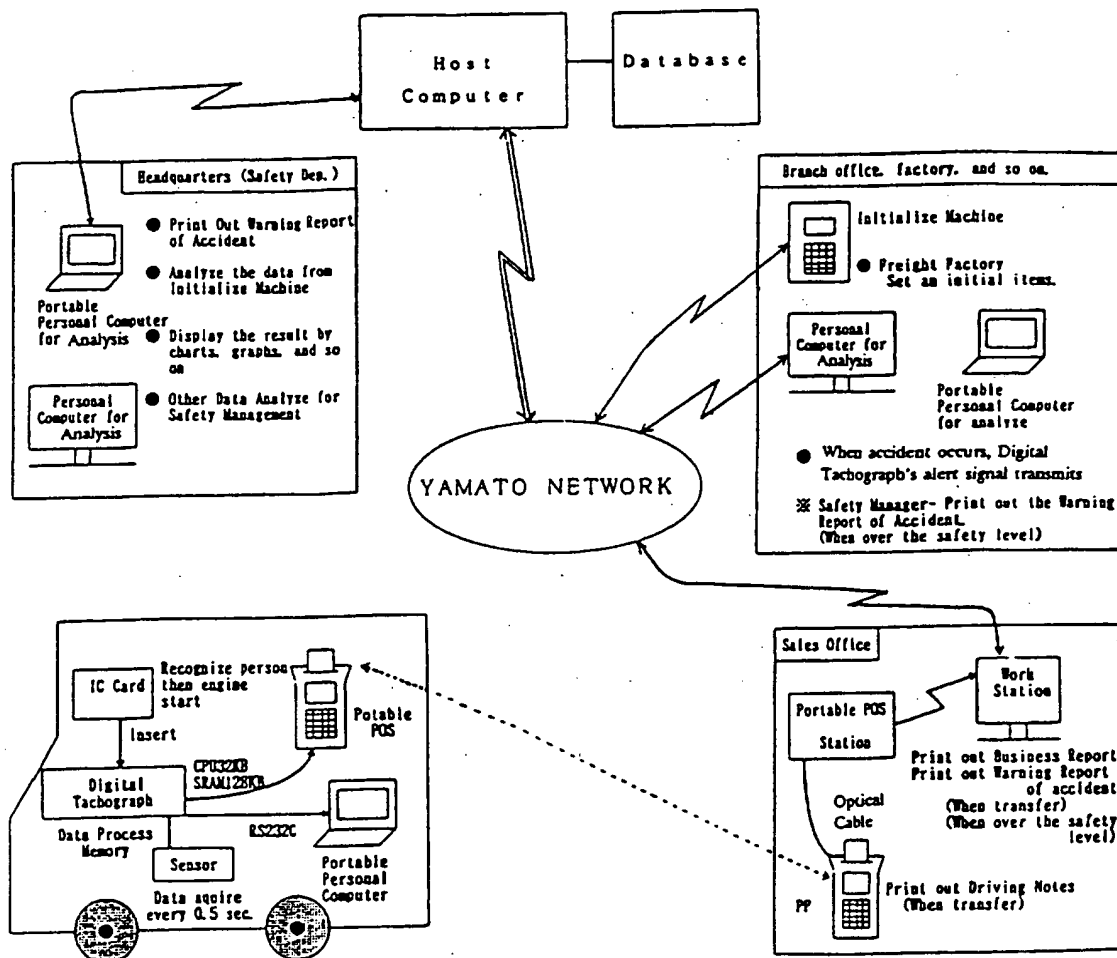 Host
Computer
Database
Headquarters (Safety Dep.)
● Print Out Warning Report
of Accident
● Analyze the data from
Initialize Machine
Portable
Personal Computer
for Analysis
● Display the result by
charts, graphs, and so
on
Personal
Computer for
Analysis
● Other Data Analyze for
Safety Management
Branch office, factory, and so on.
Initialize Machine
● Freight Factory
Set an initial items.
Personal
Computer for
Analysis
Portable
Personal Computer
for analyze
● When accident occurs, Digital
Tachograph's alert signal transmits
※ Safety Manager- Print out the Warning
Report of Accident.
(When over the safety level)
YAMATO NETWORK
IC Card
Recognize person
then engine
start
Insert
Potable
POS
Digital
Tachograph
CPU32KB
SRAM128KB
RS232C
Data Process
Memory
Sensor
Data aquire
every 0.5 sec.
Portable
Personal
Computer
Sales Office
Portable POS
Station
Work
Station
Print out Business Report
Print out Warning Report
of accident
(When transfer)
(When over the safety
level)
Optical
Cable
PP
Print out Driving Notes
(When transfer)